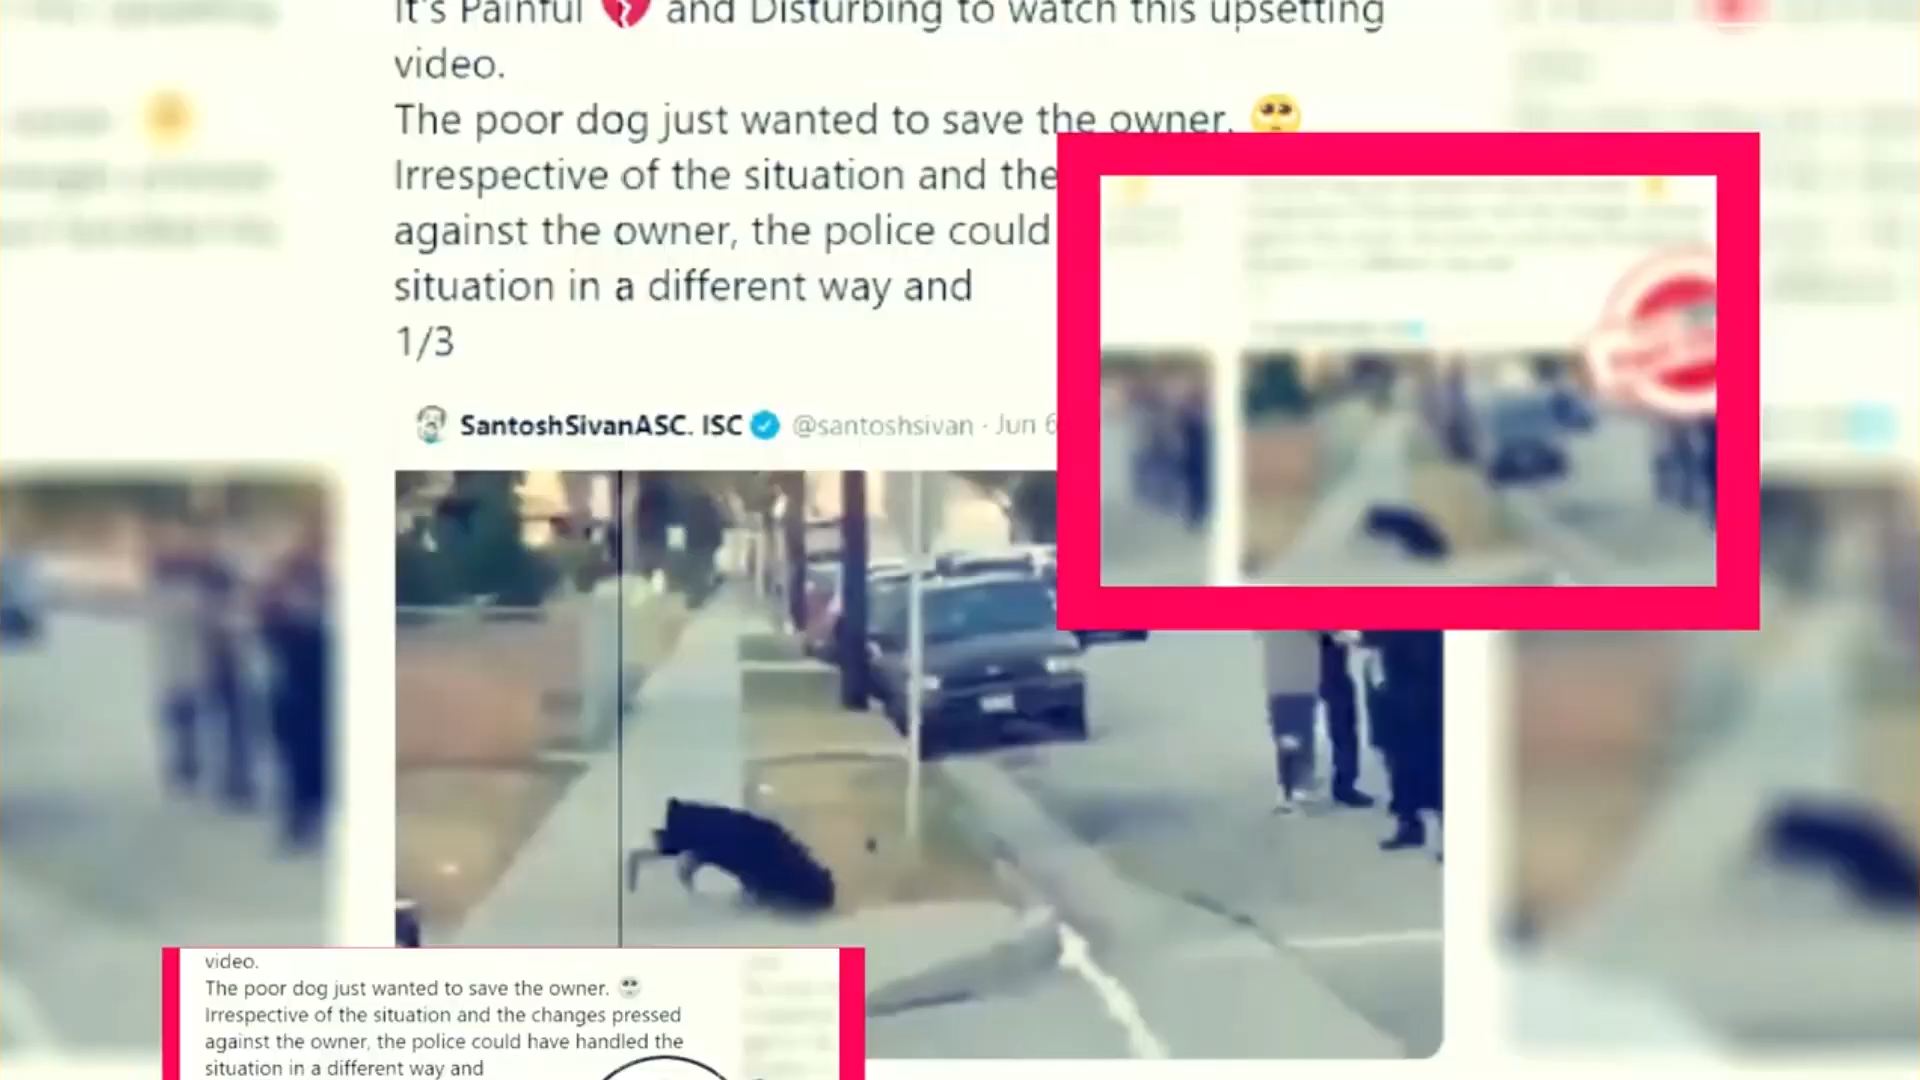 It's Painful 💔 and Disturbing to watch this upsetting
video.
The poor dog just wanted to save the owner. 🥺
Irrespective of the situation and the
against the owner, the police could
situation in a different way and
1/3
SantoshSivanASC. ISC @santoshsivan · Jun 6
video.
The poor dog just wanted to save the owner. 🥺
Irrespective of the situation and the changes pressed
against the owner, the police could have handled the
situation in a different way and